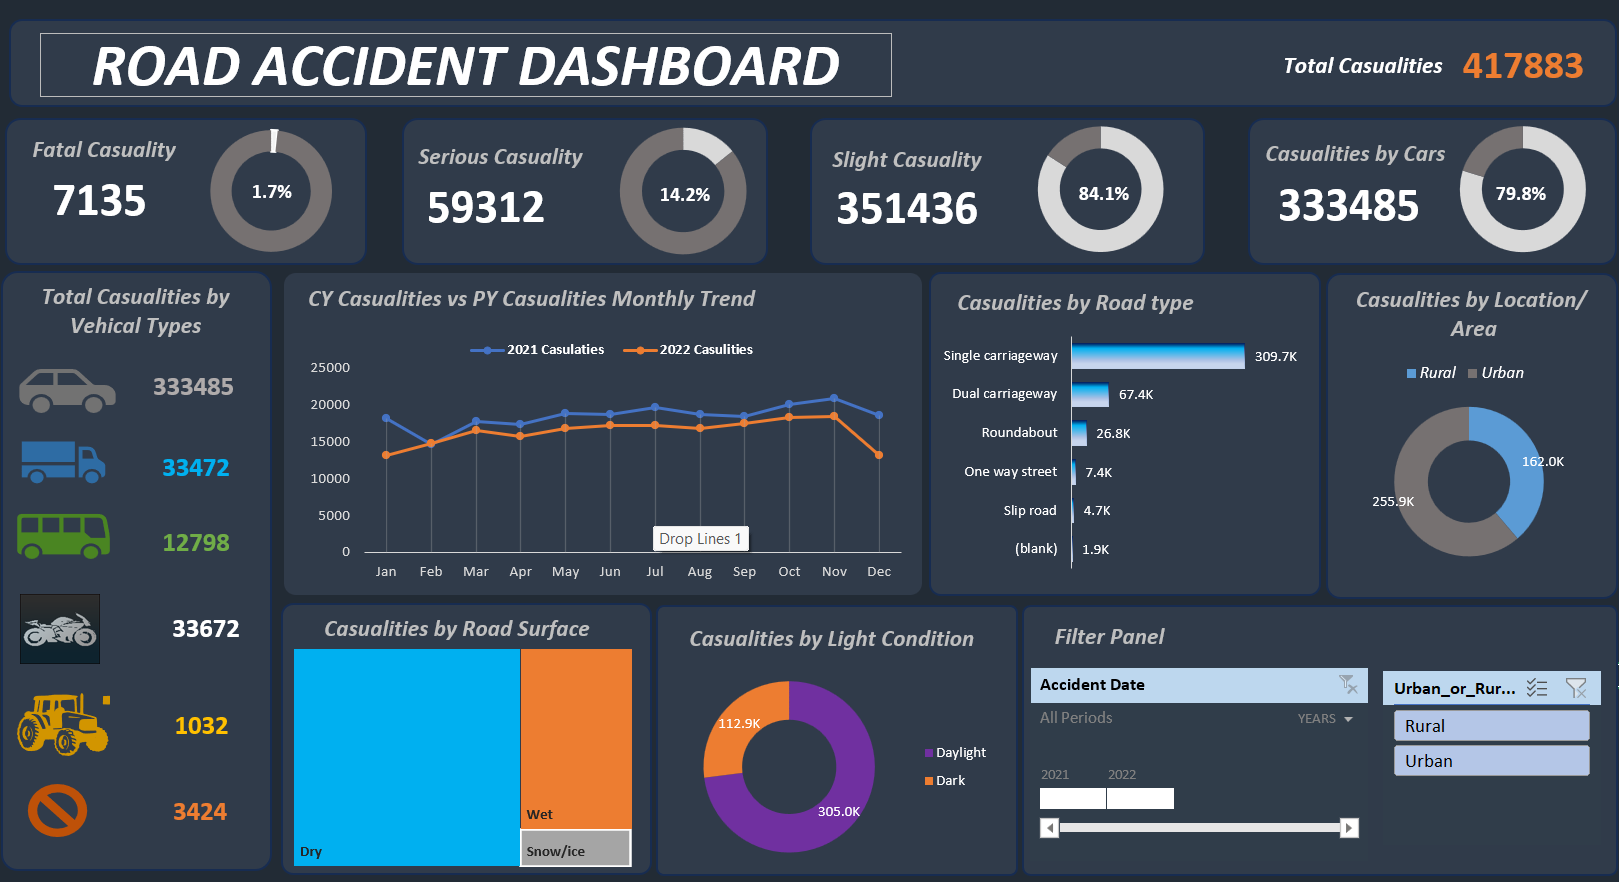 ROAD ACCIDENT DASHBOARD
Total Casualities 417883
Fatal Casuality
7135
1.7%
Serious Casuality
59312
14.2%
Slight Casuality
351436
84.1%
Casualities by Cars
333485
79.8%
Total Casualities by
Vehical Types
333485
33472
12798
33672
1032
3424
CY Casualities vs PY Casualities Monthly Trend
2021 Casulaties 2022 Casulities
25000
20000
15000
10000
5000
0
Drop Lines 1
Jan Feb Mar Apr May Jun Jul Aug Sep Oct Nov Dec
Casualities by Road type
Single carriageway 309.7K
Dual carriageway 67.4K
Roundabout 26.8K
One way street 7.4K
Slip road 4.7K
(blank) 1.9K
Casualities by Location/
Area
Rural Urban
162.0K
255.9K
Casualities by Road Surface
Wet
Dry
Snow/ice
Casualities by Light Condition
112.9K
305.0K
Daylight
Dark
Filter Panel
Accident Date
All Periods YEARS
2021 2022
Urban_or_Rur...
Rural
Urban